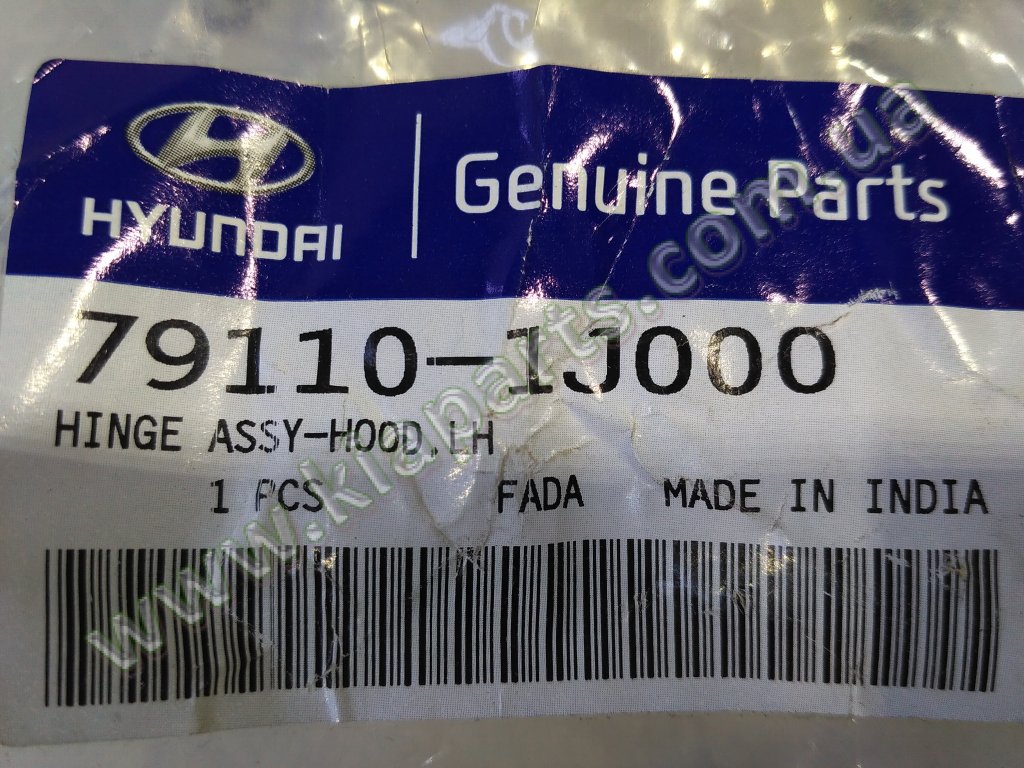 HYUNDAI
Genuine Parts
79110-1J000
HINGE ASSY-HOOD,LH
1 PCS FADA MADE IN INDIA
www.kiaparts.com.ua